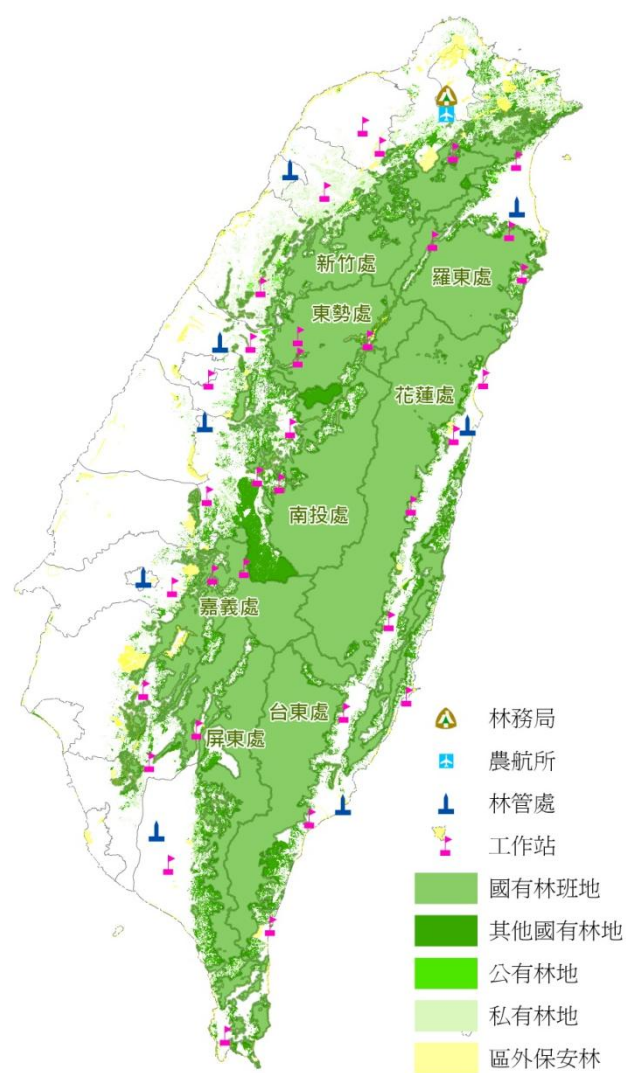 新竹處
羅東處
東勢處
花蓮處
南投處
嘉義處
台東處
屏東處
林務局
農航所
林管處
工作站
國有林班地
其他國有林地
公有林地
私有林地
區外保安林